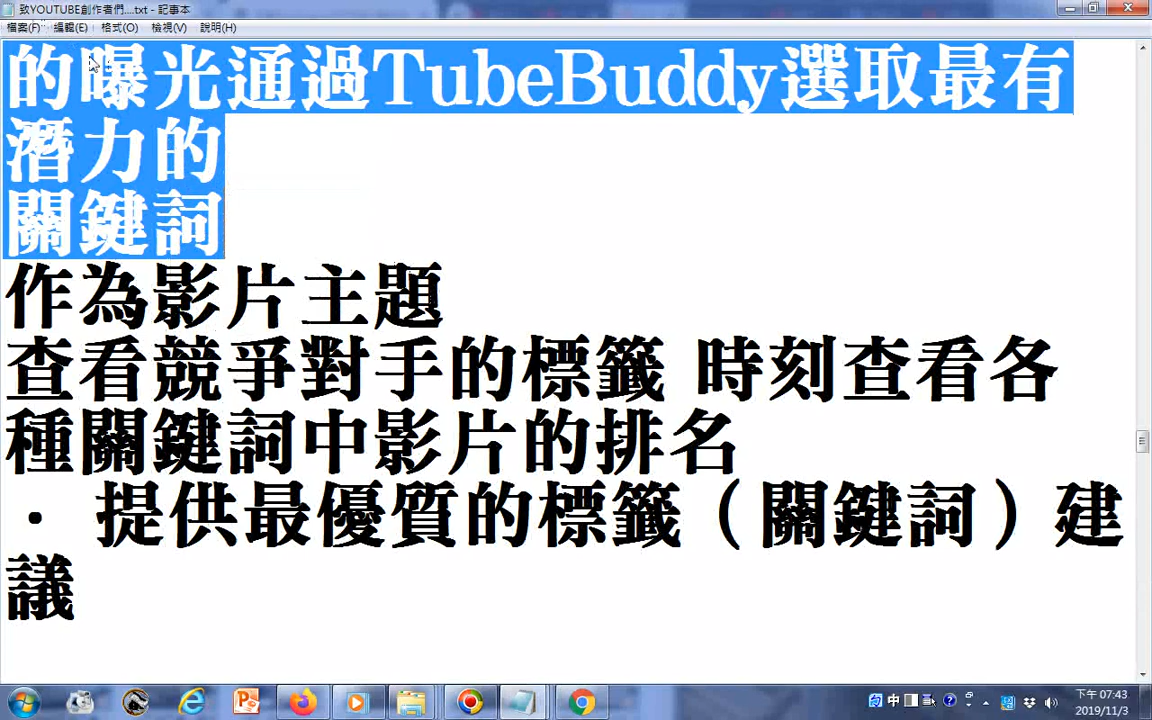 致YOUTUBE創作者們....txt - 記事本
檔案(F) 編輯(E) 格式(O) 檢視(V) 說明(H)
的曝光通過TubeBuddy選取最有
潛力的
關鍵詞
作為影片主題
查看競爭對手的標籤 時刻查看各
種關鍵詞中影片的排名
· 提供最優質的標籤（關鍵詞）建
議
中
下午 07:43
2019/11/3